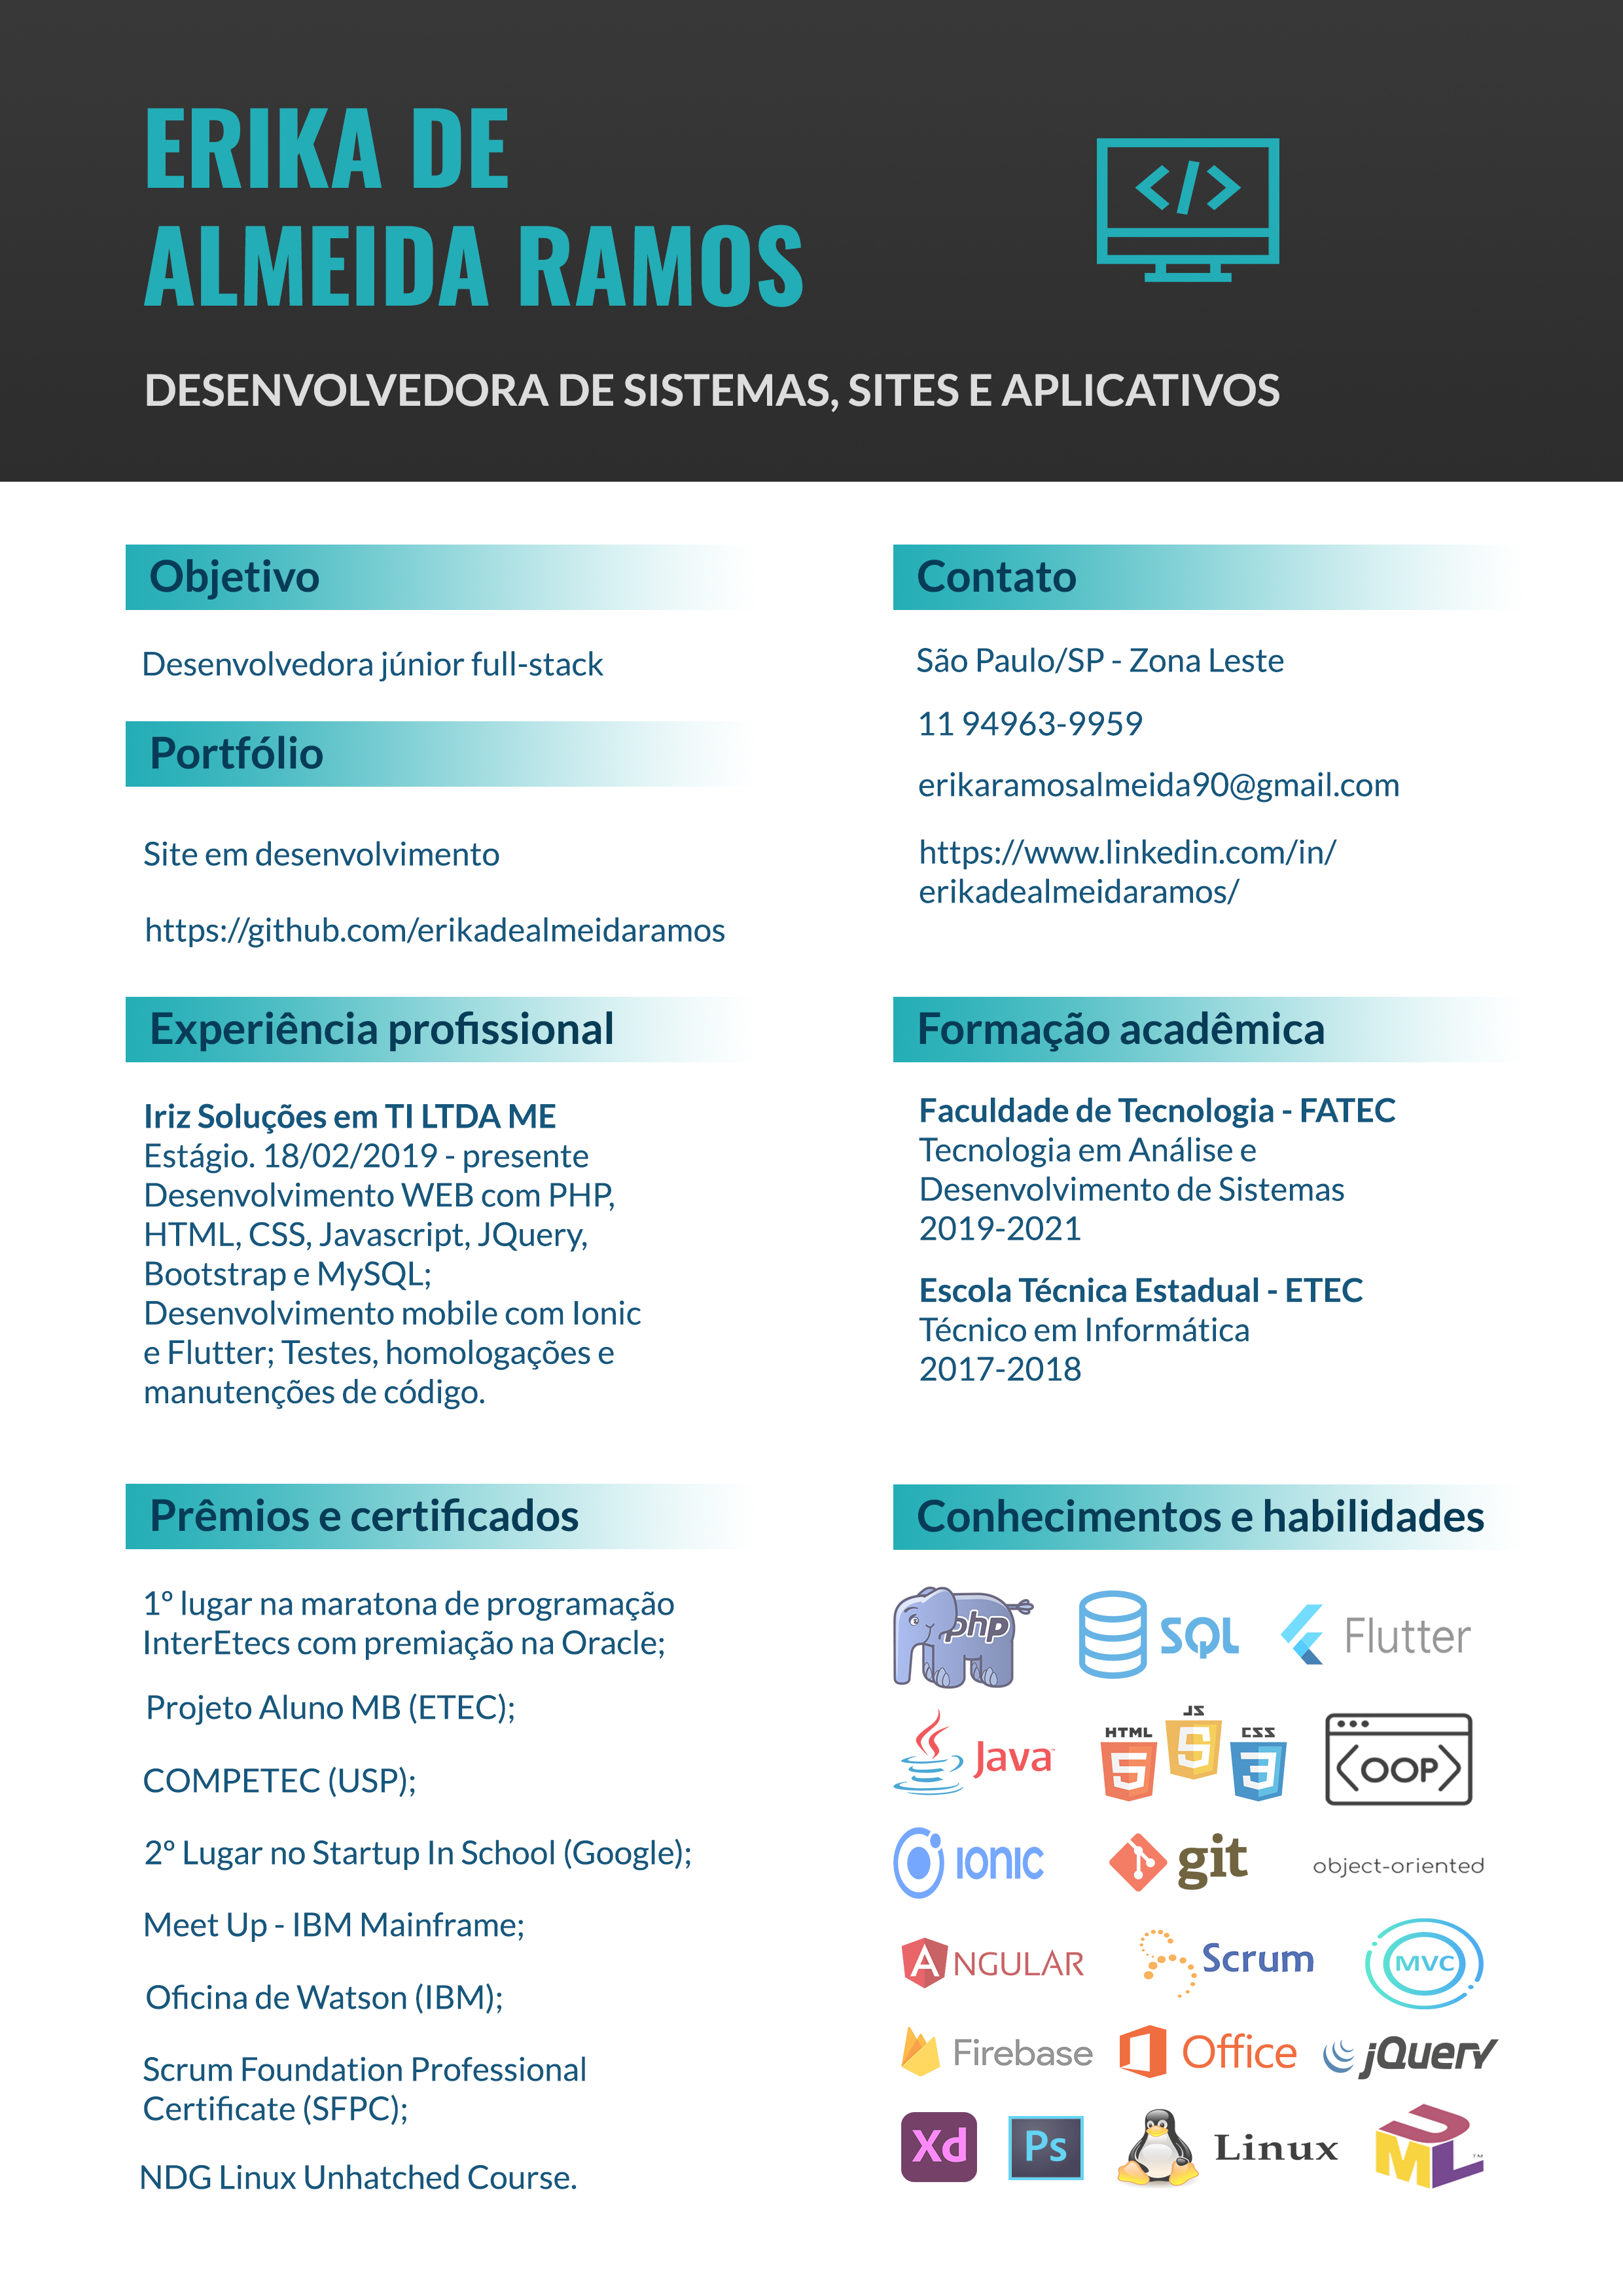 ERIKA DE
ALMEIDA RAMOS
DESENVOLVEDORA DE SISTEMAS, SITES E APLICATIVOS
Objetivo
Desenvolvedora júnior full-stack
Portfólio
Site em desenvolvimento
https://github.com/erikadealmeidaramos
Contato
São Paulo/SP - Zona Leste
11 94963-9959
erikaramosalmeida90@gmail.com
https://www.linkedin.com/in/
erikadealmeidaramos/
Experiência profissional
Iriz Soluções em TI LTDA ME
Estágio. 18/02/2019 - presente
Desenvolvimento WEB com PHP,
HTML, CSS, Javascript, JQuery,
Bootstrap e MySQL;
Desenvolvimento mobile com Ionic
e Flutter; Testes, homologações e
manutenções de código.
Formação acadêmica
Faculdade de Tecnologia - FATEC
Tecnologia em Análise e
Desenvolvimento de Sistemas
2019-2021
Escola Técnica Estadual - ETEC
Técnico em Informática
2017-2018
Prêmios e certificados
1º lugar na maratona de programação
InterEtecs com premiação na Oracle;
Projeto Aluno MB (ETEC);
COMPETEC (USP);
2º Lugar no Startup In School (Google);
Meet Up - IBM Mainframe;
Oficina de Watson (IBM);
Scrum Foundation Professional
Certificate (SFPC);
NDG Linux Unhatched Course.
Conhecimentos e habilidades
php SQL Flutter
Java™ HTML 5 JS 5 CSS 3 <OOP>
IONIC git object-oriented
ANGULAR Scrum MVC
Firebase Office jQuery
Xd Ps Linux UML™